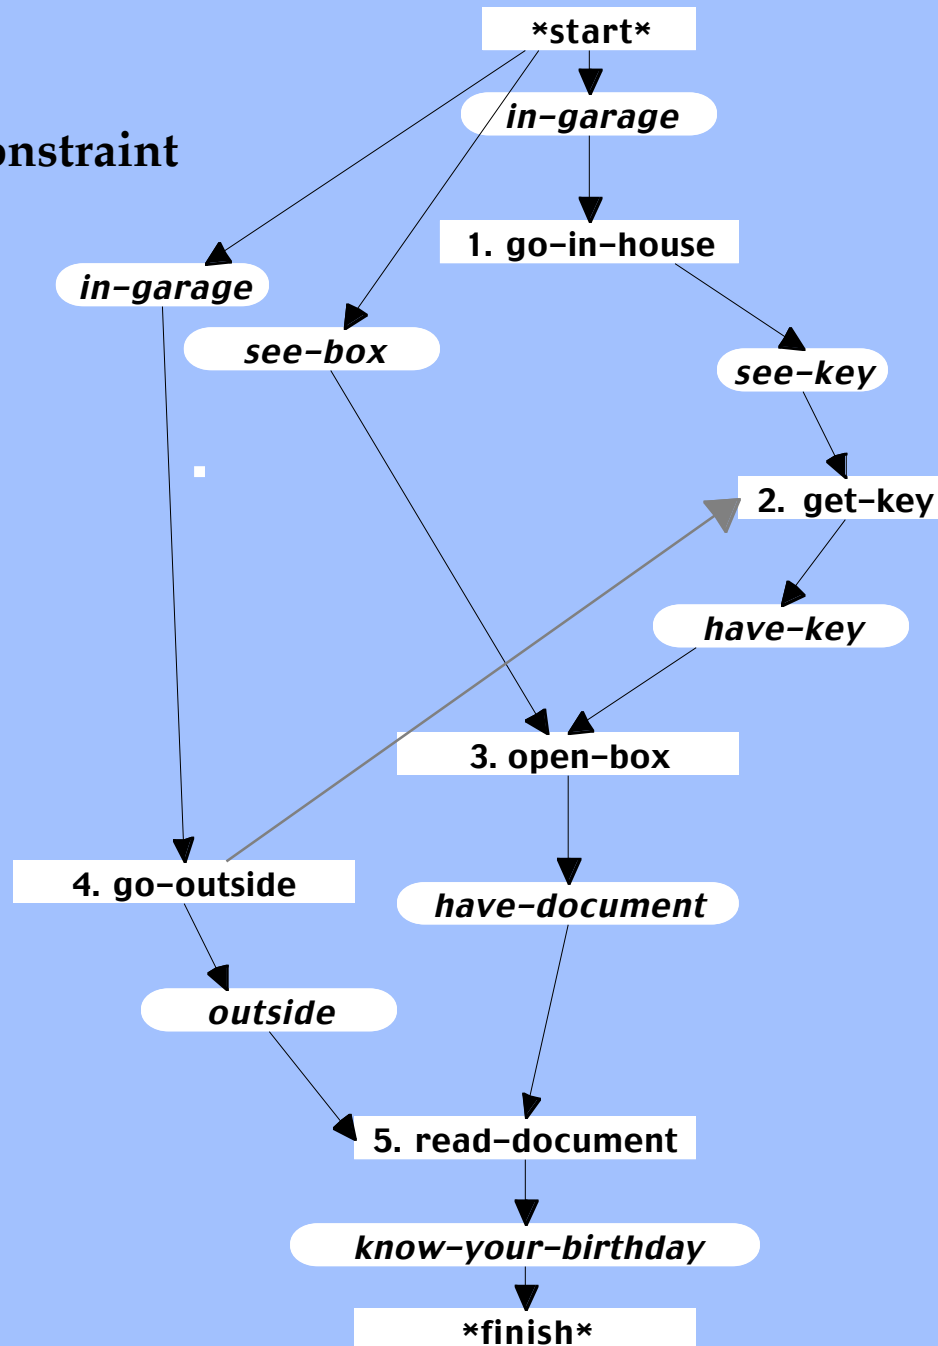 *start*
in-garage
onstraint
1. go-in-house
in-garage
see-box
see-key
2. get-key
have-key
3. open-box
4. go-outside
have-document
outside
5. read-document
know-your-birthday
*finish*